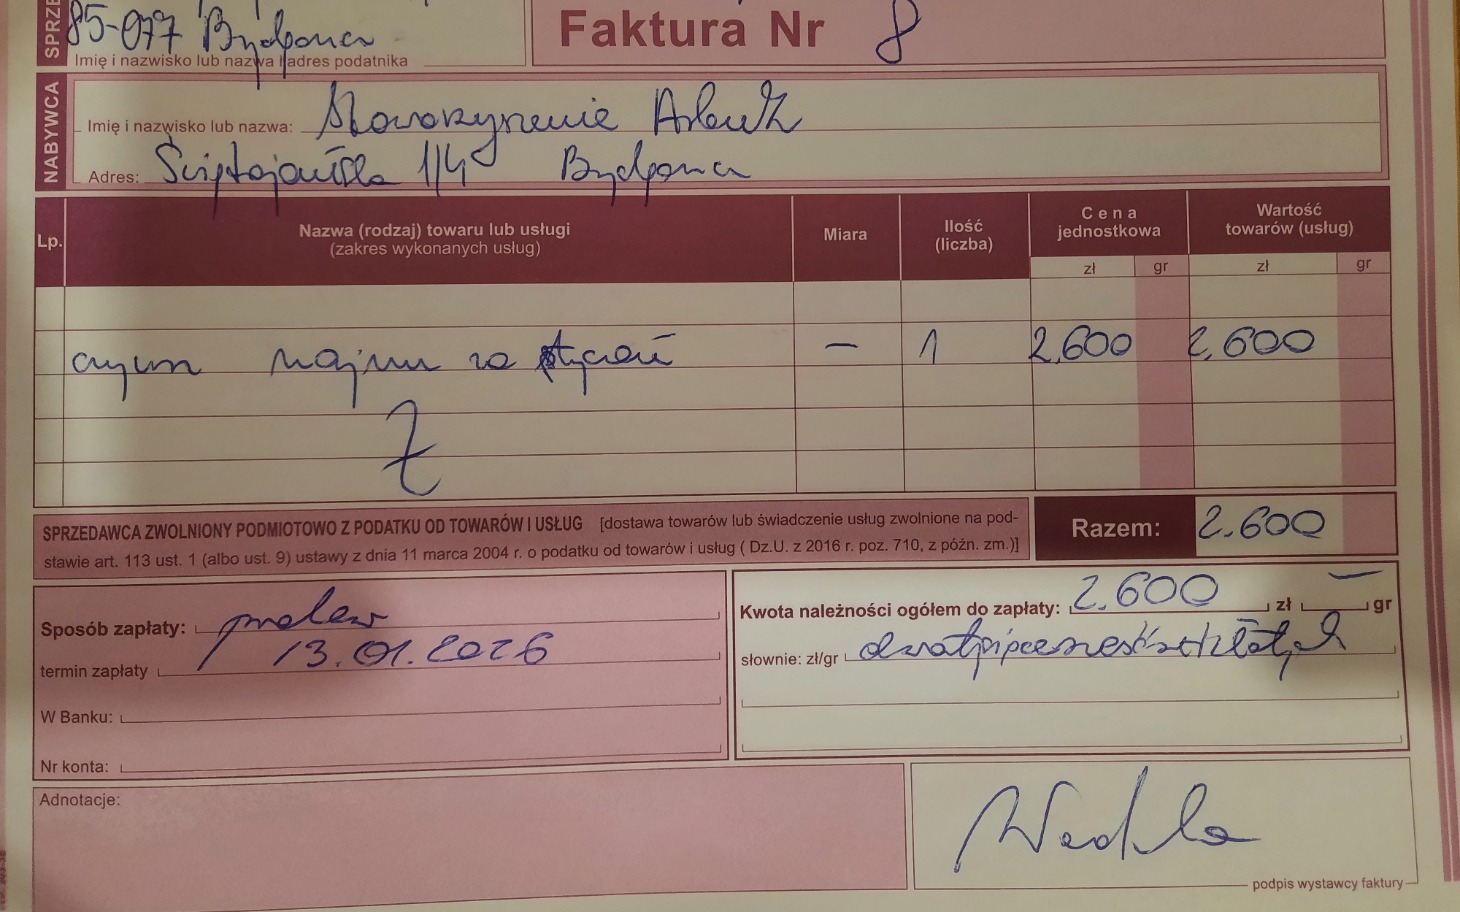 SPRZE
85-077 Bydgoszcz
Imię i nazwisko lub nazwa i adres podatnika
Faktura Nr 8
NABYWCA
Imię i nazwisko lub nazwa: Stowarzyszenie
Adres: Świętojańska 1/4 Bydgoszcz
Lp.
Nazwa (rodzaj) towaru lub usługi
(zakres wykonanych usług)
Miara
Ilość
(liczba)
Cena
jednostkowa
zł gr
Wartość
towarów (usług)
zł gr
czynsz najmu za styczeń — 1 2.600 2.600
SPRZEDAWCA ZWOLNIONY PODMIOTOWO Z PODATKU OD TOWARÓW I USŁUG [dostawa towarów lub świadczenie usług zwolnione na pod-
stawie art. 113 ust. 1 (albo ust. 9) ustawy z dnia 11 marca 2004 r. o podatku od towarów i usług ( Dz.U. z 2016 r. poz. 710, z późn. zm.)]
Razem: 2.600
Sposób zapłaty: przelew
termin zapłaty 13.01.2026
W Banku:
Nr konta:
Kwota należności ogółem do zapłaty: 2.600 zł — gr
słownie: zł/gr dwatysiącesześćsetzłotych
Adnotacje:
podpis wystawcy faktury